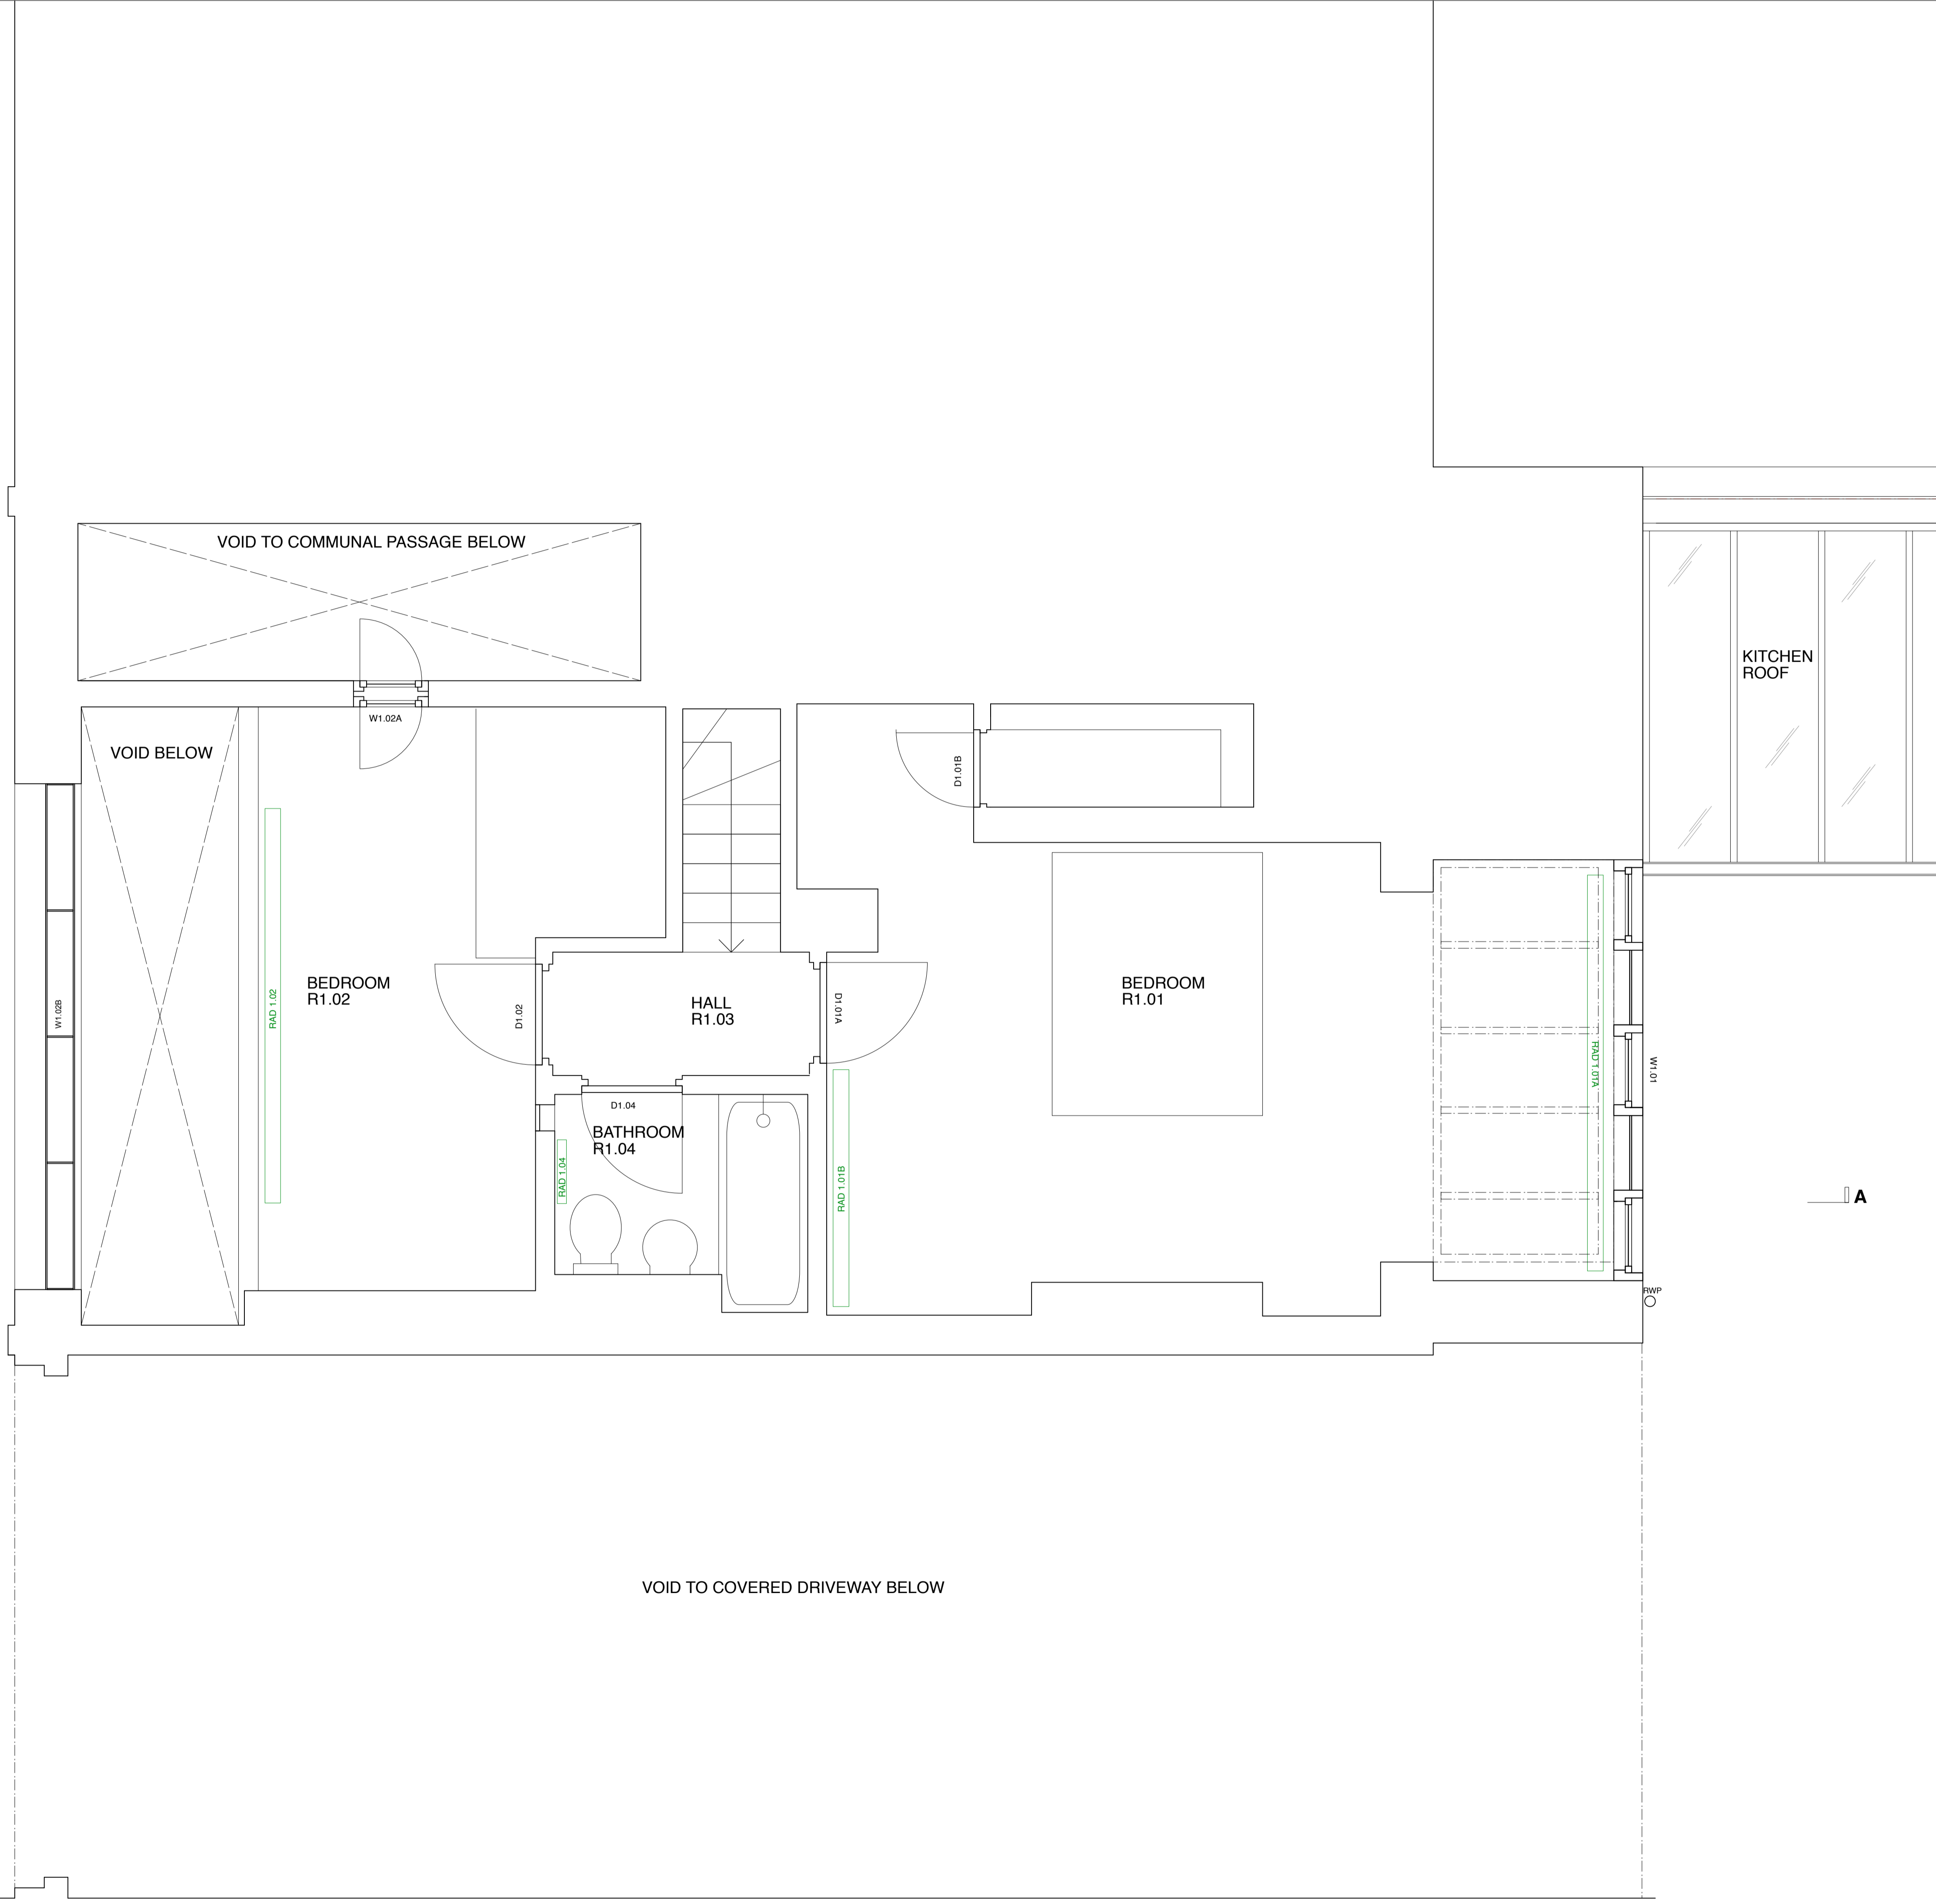 VOID TO COMMUNAL PASSAGE BELOW
W1.02A
VOID BELOW
KITCHEN
ROOF
D1.01B
BEDROOM
R1.02
RAD 1.02
W1.02B
D1.02
HALL
R1.03
D1.01A
BEDROOM
R1.01
RAD 1.01A
W1.01
D1.04
BATHROOM
R1.04
RAD 1.04
RAD 1.01B
A
RWP
VOID TO COVERED DRIVEWAY BELOW